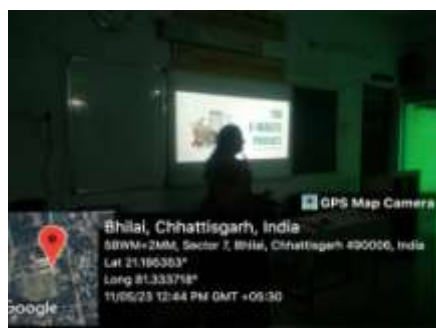 GPS Map Camera
Bhilai, Chhattisgarh, India
5BWM+2MM, Sector 7, Bhilai, Chhattisgarh 490006, India
Lat 21.195353°
Long 81.333718°
11/05/23 12:44 PM GMT +05:30
Google